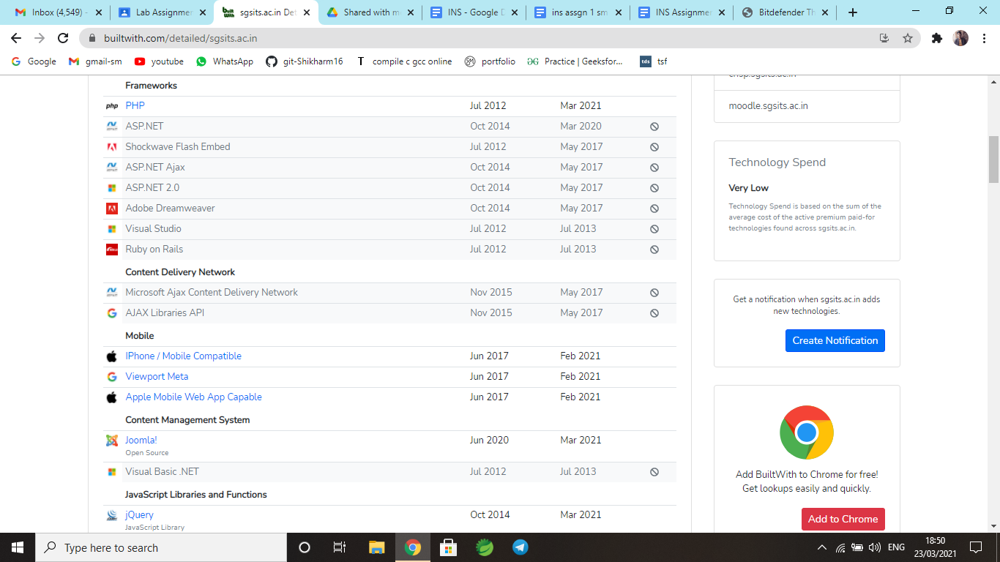 Inbox (4,549) -
Lab Assignmer
sgsits.ac.in Det
Shared with m
INS - Google D
ins assgn 1 sm
INS Assignmer
Bitdefender Th
builtwith.com/detailed/sgsits.ac.in
Google
gmail-sm
youtube
WhatsApp
git-Shikharm16
T compile c gcc online
portfolio
Practice | Geeksfor...
tds tsf
Frameworks
php PHP Jul 2012 Mar 2021
ASP.NET Oct 2014 Mar 2020
Shockwave Flash Embed Jul 2012 May 2017
ASP.NET Ajax Oct 2014 May 2017
ASP.NET 2.0 Oct 2014 May 2017
Adobe Dreamweaver Oct 2014 May 2017
Visual Studio Jul 2012 Jul 2013
Ruby on Rails Jul 2012 Jul 2013
Content Delivery Network
Microsoft Ajax Content Delivery Network Nov 2015 May 2017
AJAX Libraries API Nov 2015 May 2017
Mobile
IPhone / Mobile Compatible Jun 2017 Feb 2021
Viewport Meta Jun 2017 Feb 2021
Apple Mobile Web App Capable Jun 2017 Feb 2021
Content Management System
Joomla! Jun 2020 Mar 2021
Open Source
Visual Basic .NET Jul 2012 Jul 2013
JavaScript Libraries and Functions
jQuery Oct 2014 Mar 2021
JavaScript Library
moodle.sgsits.ac.in
Technology Spend
Very Low
Technology Spend is based on the sum of the
average cost of the active premium paid-for
technologies found across sgsits.ac.in.
Get a notification when sgsits.ac.in adds
new technologies.
Create Notification
Add BuiltWith to Chrome for free!
Get lookups easily and quickly.
Add to Chrome
Type here to search
ENG
18:50
23/03/2021